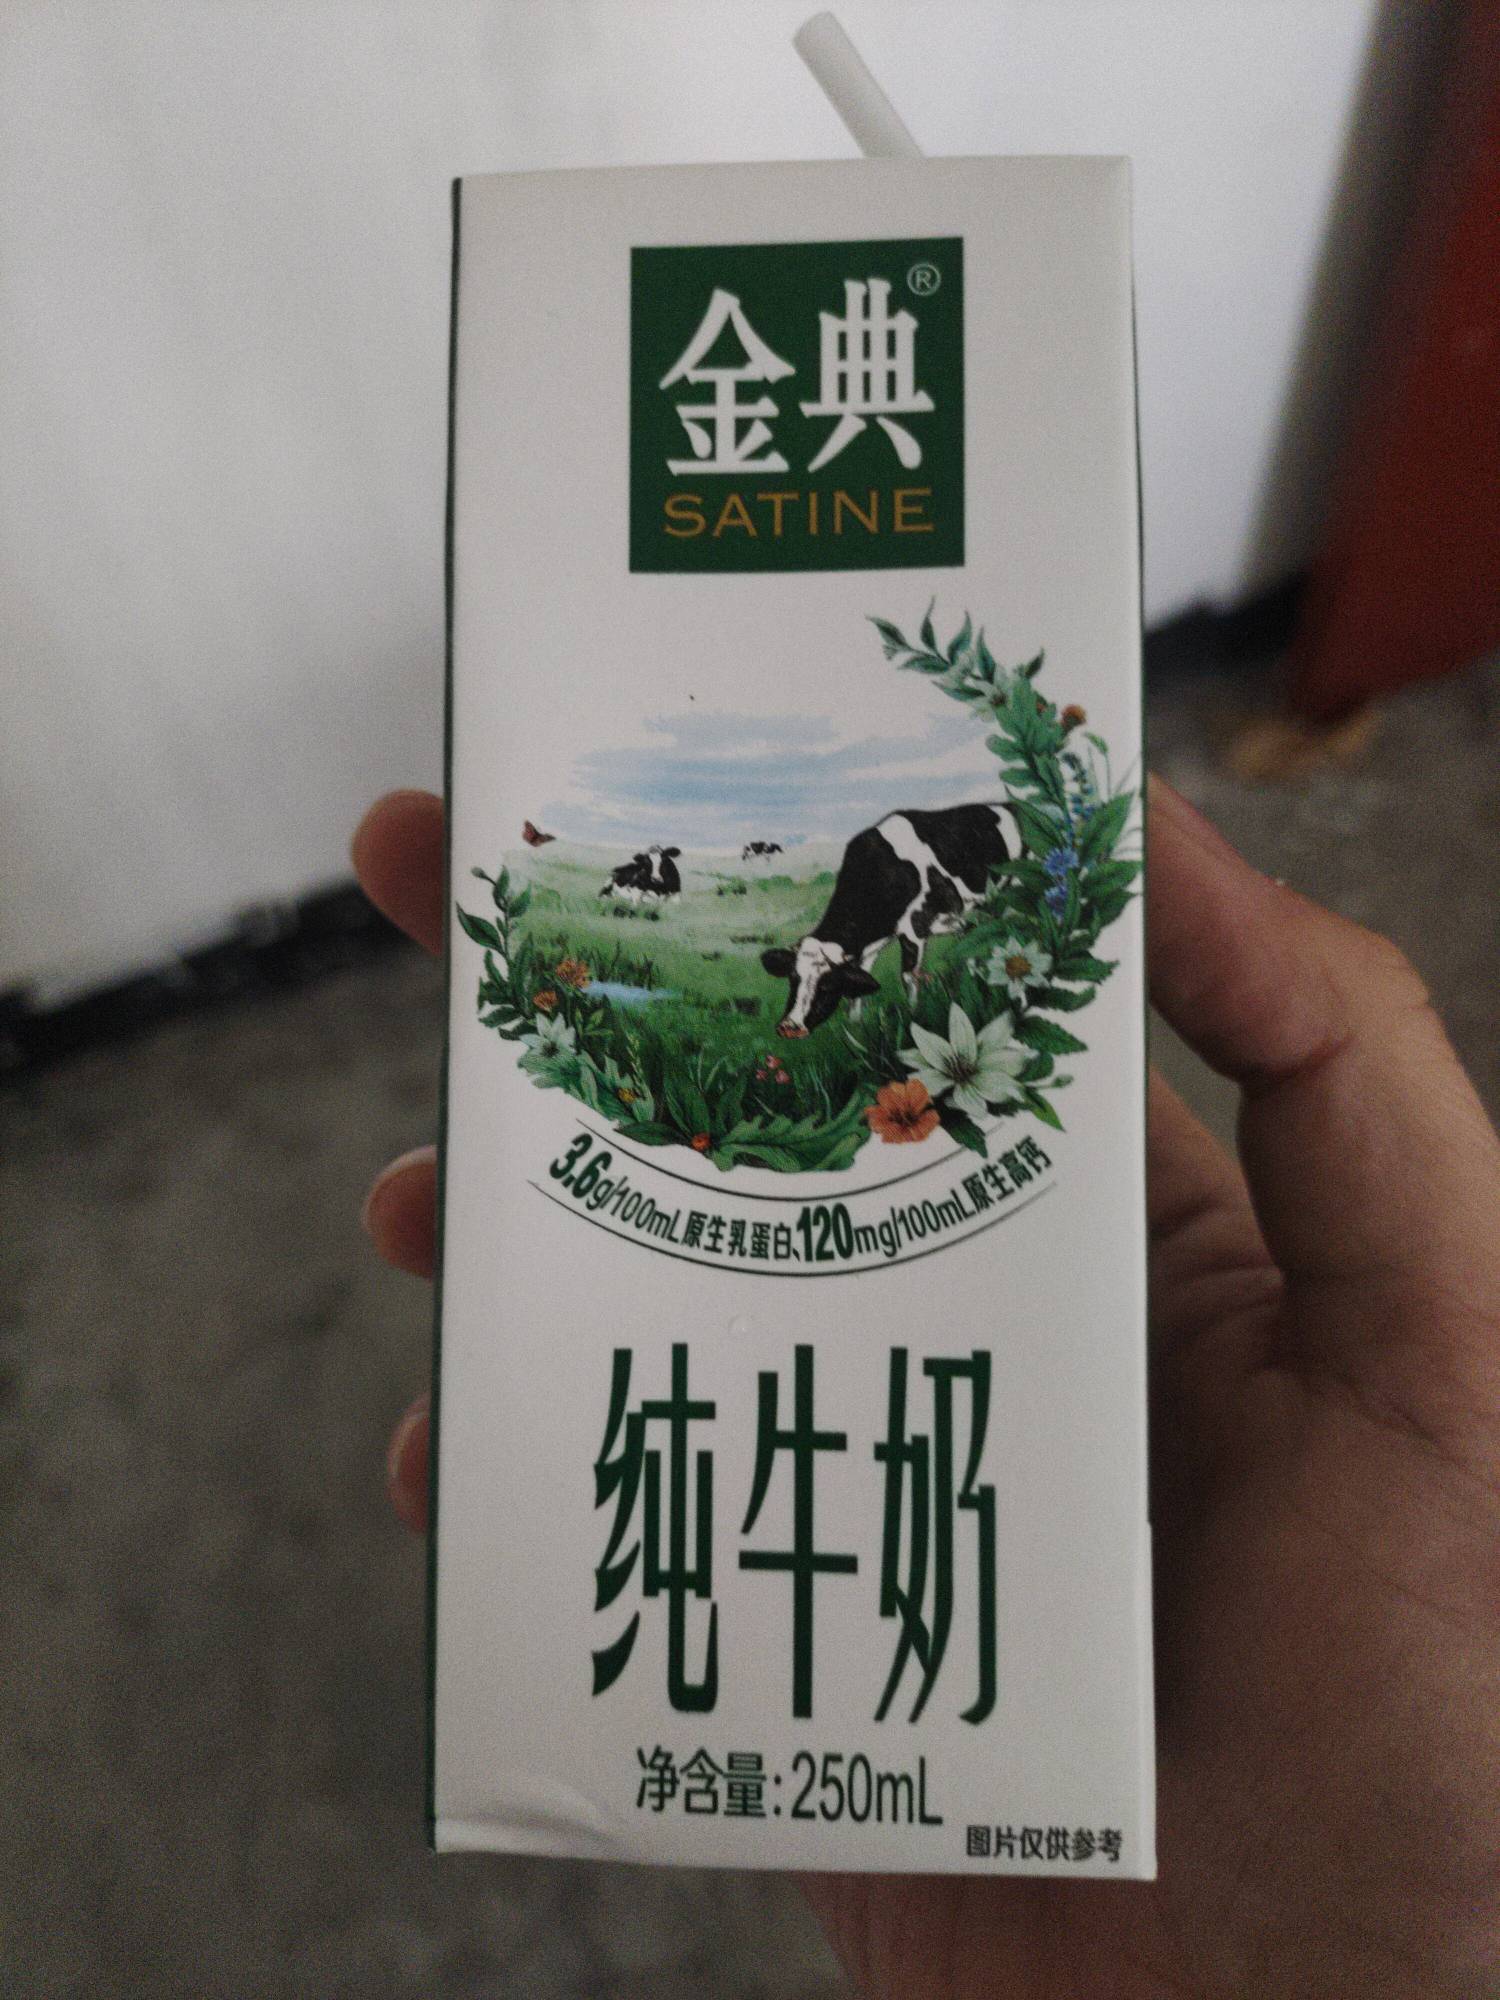 金典®
SATINE
3.6g/100mL原生乳蛋白、120mg/100mL原生高钙
纯牛奶
净含量:250mL
图片仅供参考